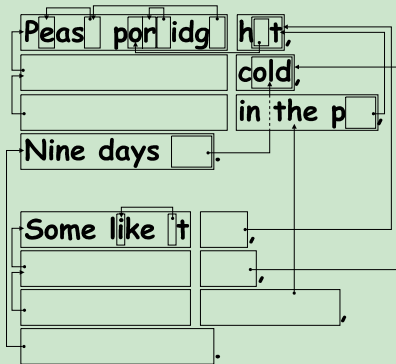 Peas por idg h t,
cold,
in the p ,
Nine days .
Some like t ,
,
,
.